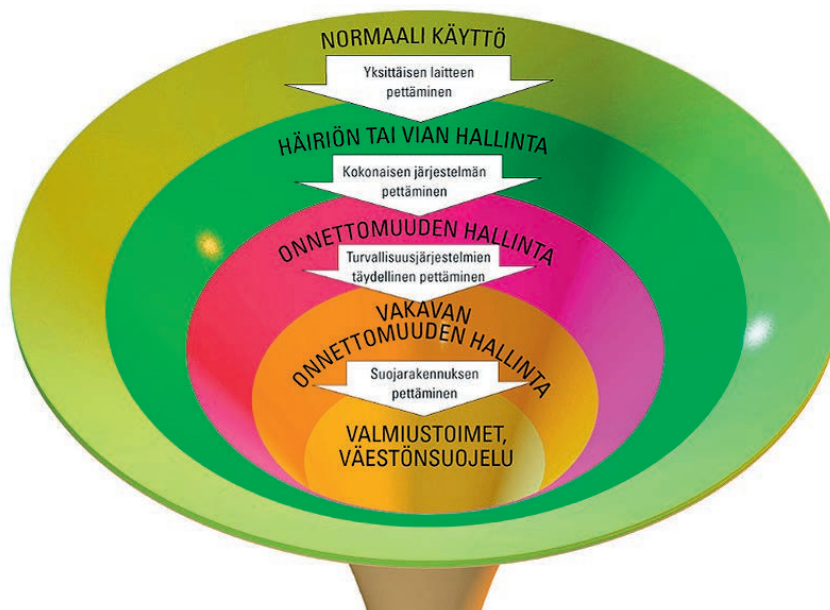 NORMAALI KÄYTTÖ
Yksittäisen laitteen
pettäminen
HÄIRIÖN TAI VIAN HALLINTA
Kokonaisen järjestelmän
pettäminen
ONNETTOMUUDEN HALLINTA
Turvallisuusjärjestelmien
täydellinen pettäminen
VAKAVAN
ONNETTOMUUDEN HALLINTA
Suojarakennuksen
pettäminen
VALMIUSTOIMET,
VÄESTÖNSUOJELU